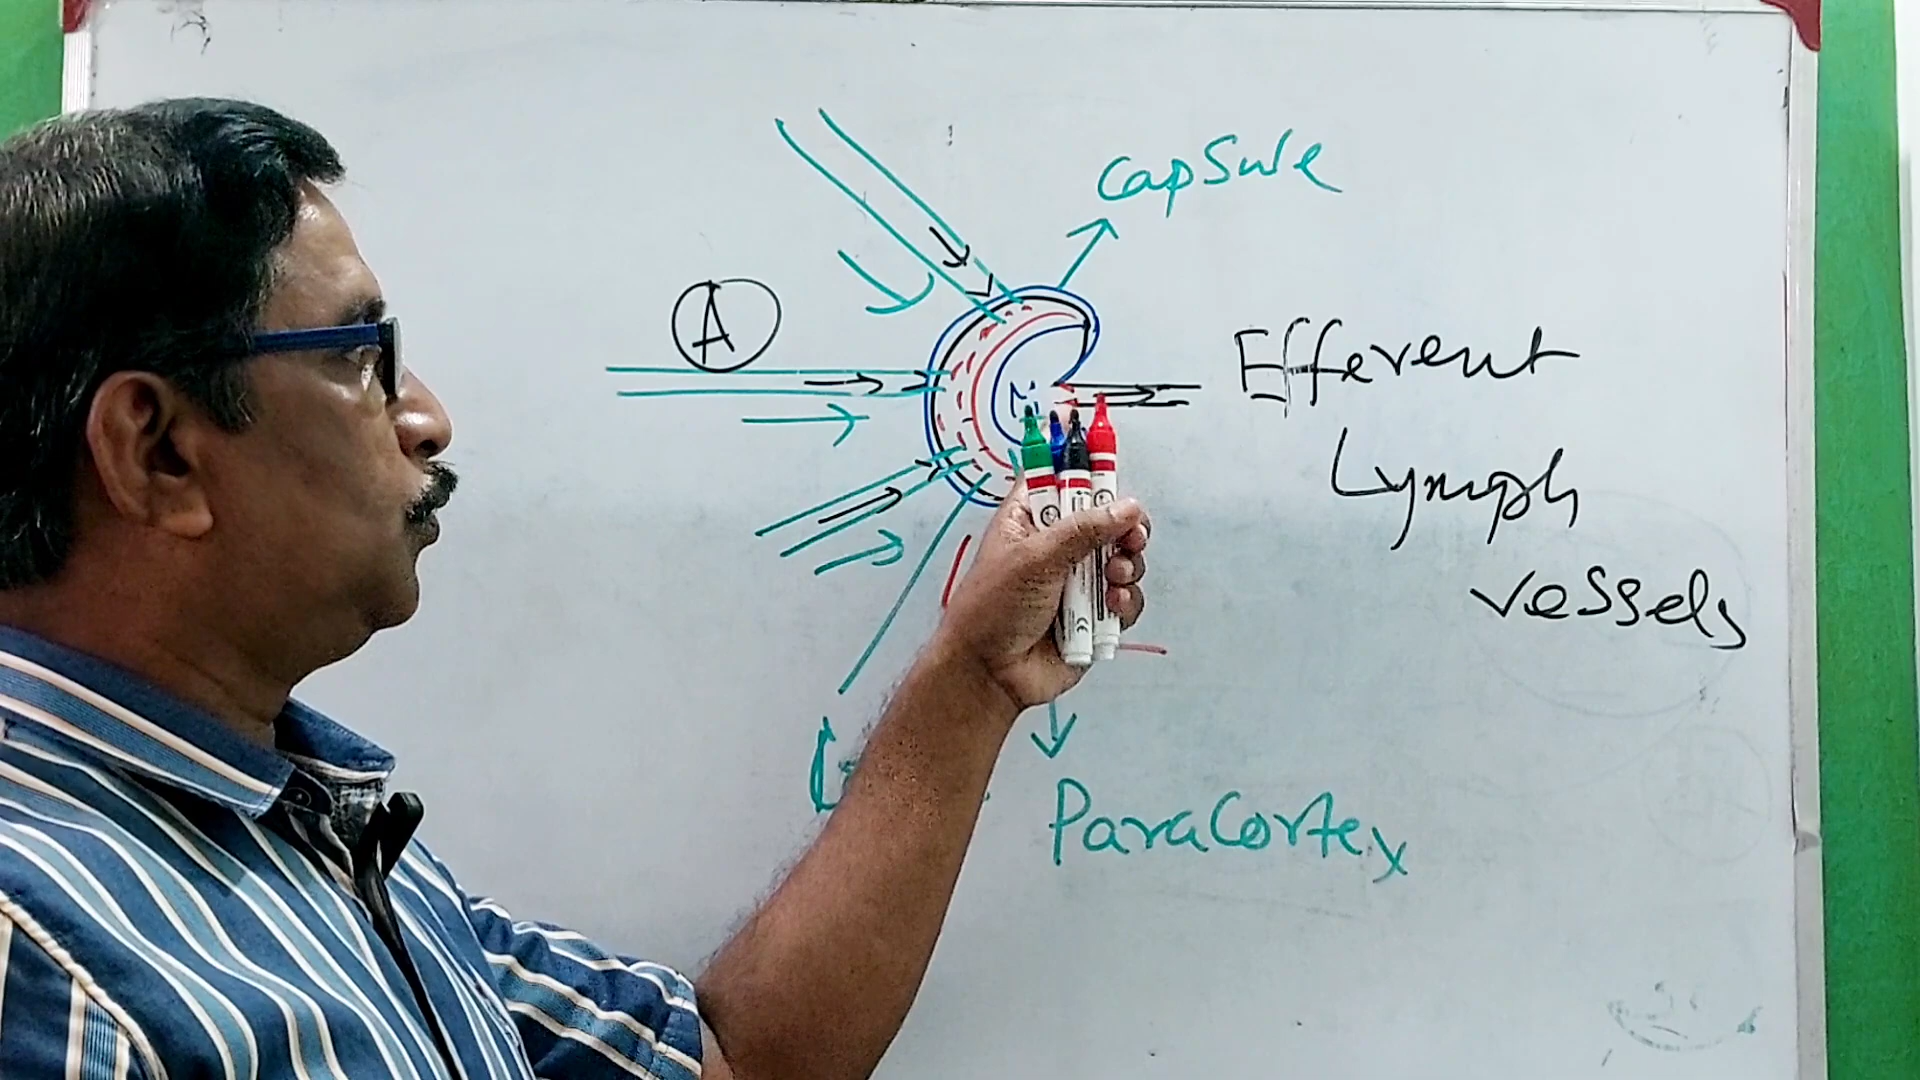 Capsule
A
Efferent
Lymph
vessels
M
Paracortex